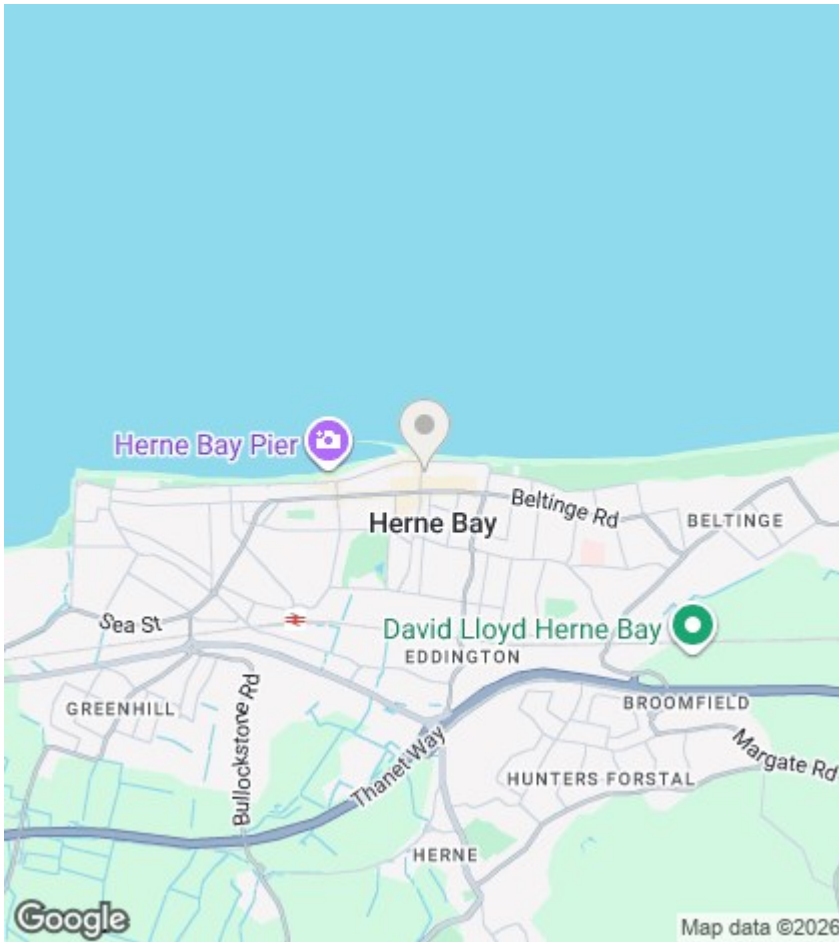 Herne Bay Pier
Herne Bay
Beltinge Rd
BELTINGE
Sea St
David Lloyd Herne Bay
EDDINGTON
GREENHILL
Bullockstone Rd
BROOMFIELD
Thanet Way
Margate Rd
HUNTERS FORSTAL
HERNE
Google
Map data ©2026